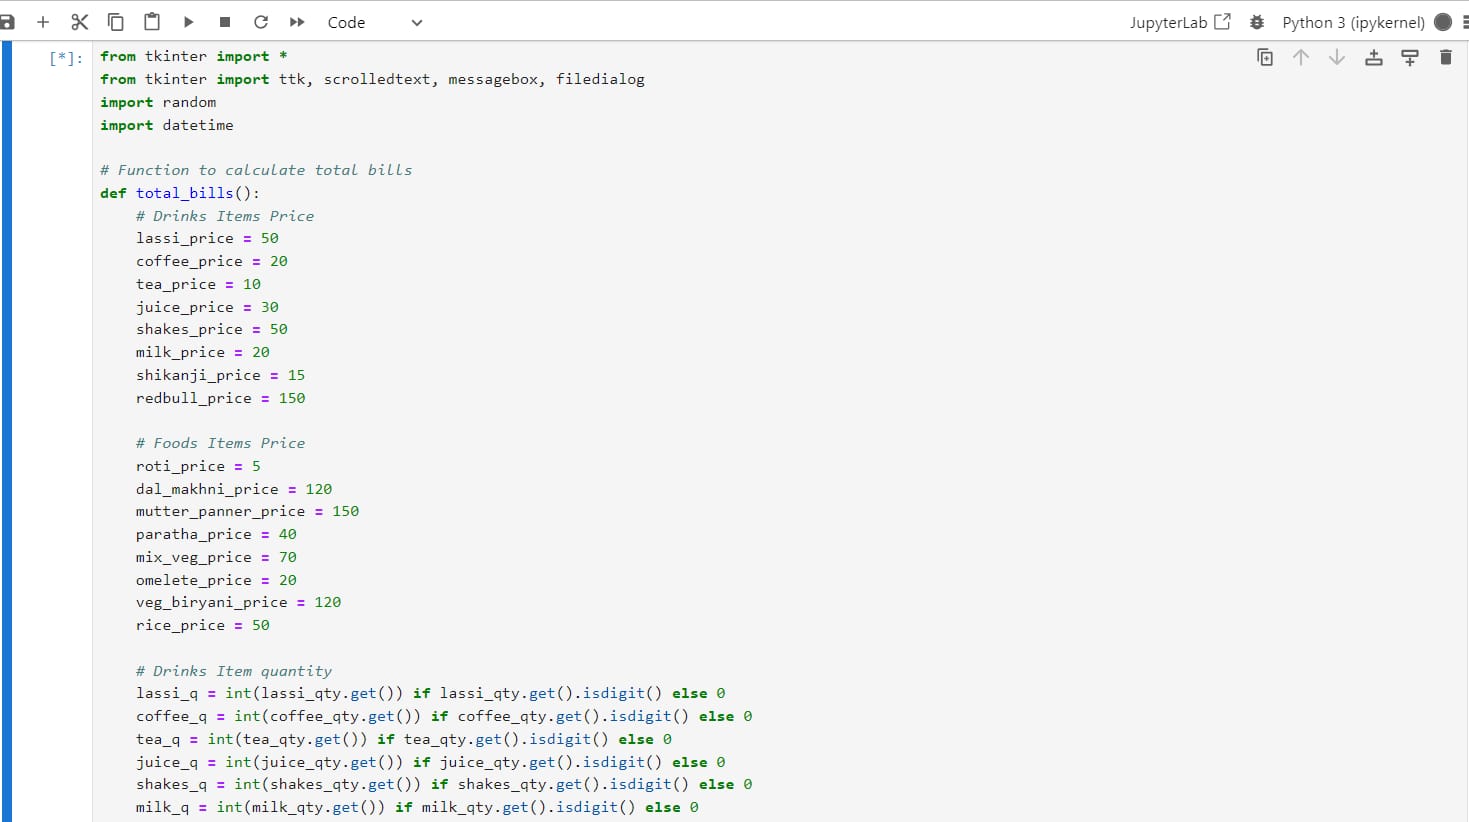 Code
JupyterLab
Python 3 (ipykernel)
[*]:
from tkinter import *
from tkinter import ttk, scrolledtext, messagebox, filedialog
import random
import datetime
# Function to calculate total bills
def total_bills():
    # Drinks Items Price
    lassi_price = 50
    coffee_price = 20
    tea_price = 10
    juice_price = 30
    shakes_price = 50
    milk_price = 20
    shikanji_price = 15
    redbull_price = 150
    # Foods Items Price
    roti_price = 5
    dal_makhni_price = 120
    mutter_panner_price = 150
    paratha_price = 40
    mix_veg_price = 70
    omelete_price = 20
    veg_biryani_price = 120
    rice_price = 50
    # Drinks Item quantity
    lassi_q = int(lassi_qty.get()) if lassi_qty.get().isdigit() else 0
    coffee_q = int(coffee_qty.get()) if coffee_qty.get().isdigit() else 0
    tea_q = int(tea_qty.get()) if tea_qty.get().isdigit() else 0
    juice_q = int(juice_qty.get()) if juice_qty.get().isdigit() else 0
    shakes_q = int(shakes_qty.get()) if shakes_qty.get().isdigit() else 0
    milk_q = int(milk_qty.get()) if milk_qty.get().isdigit() else 0